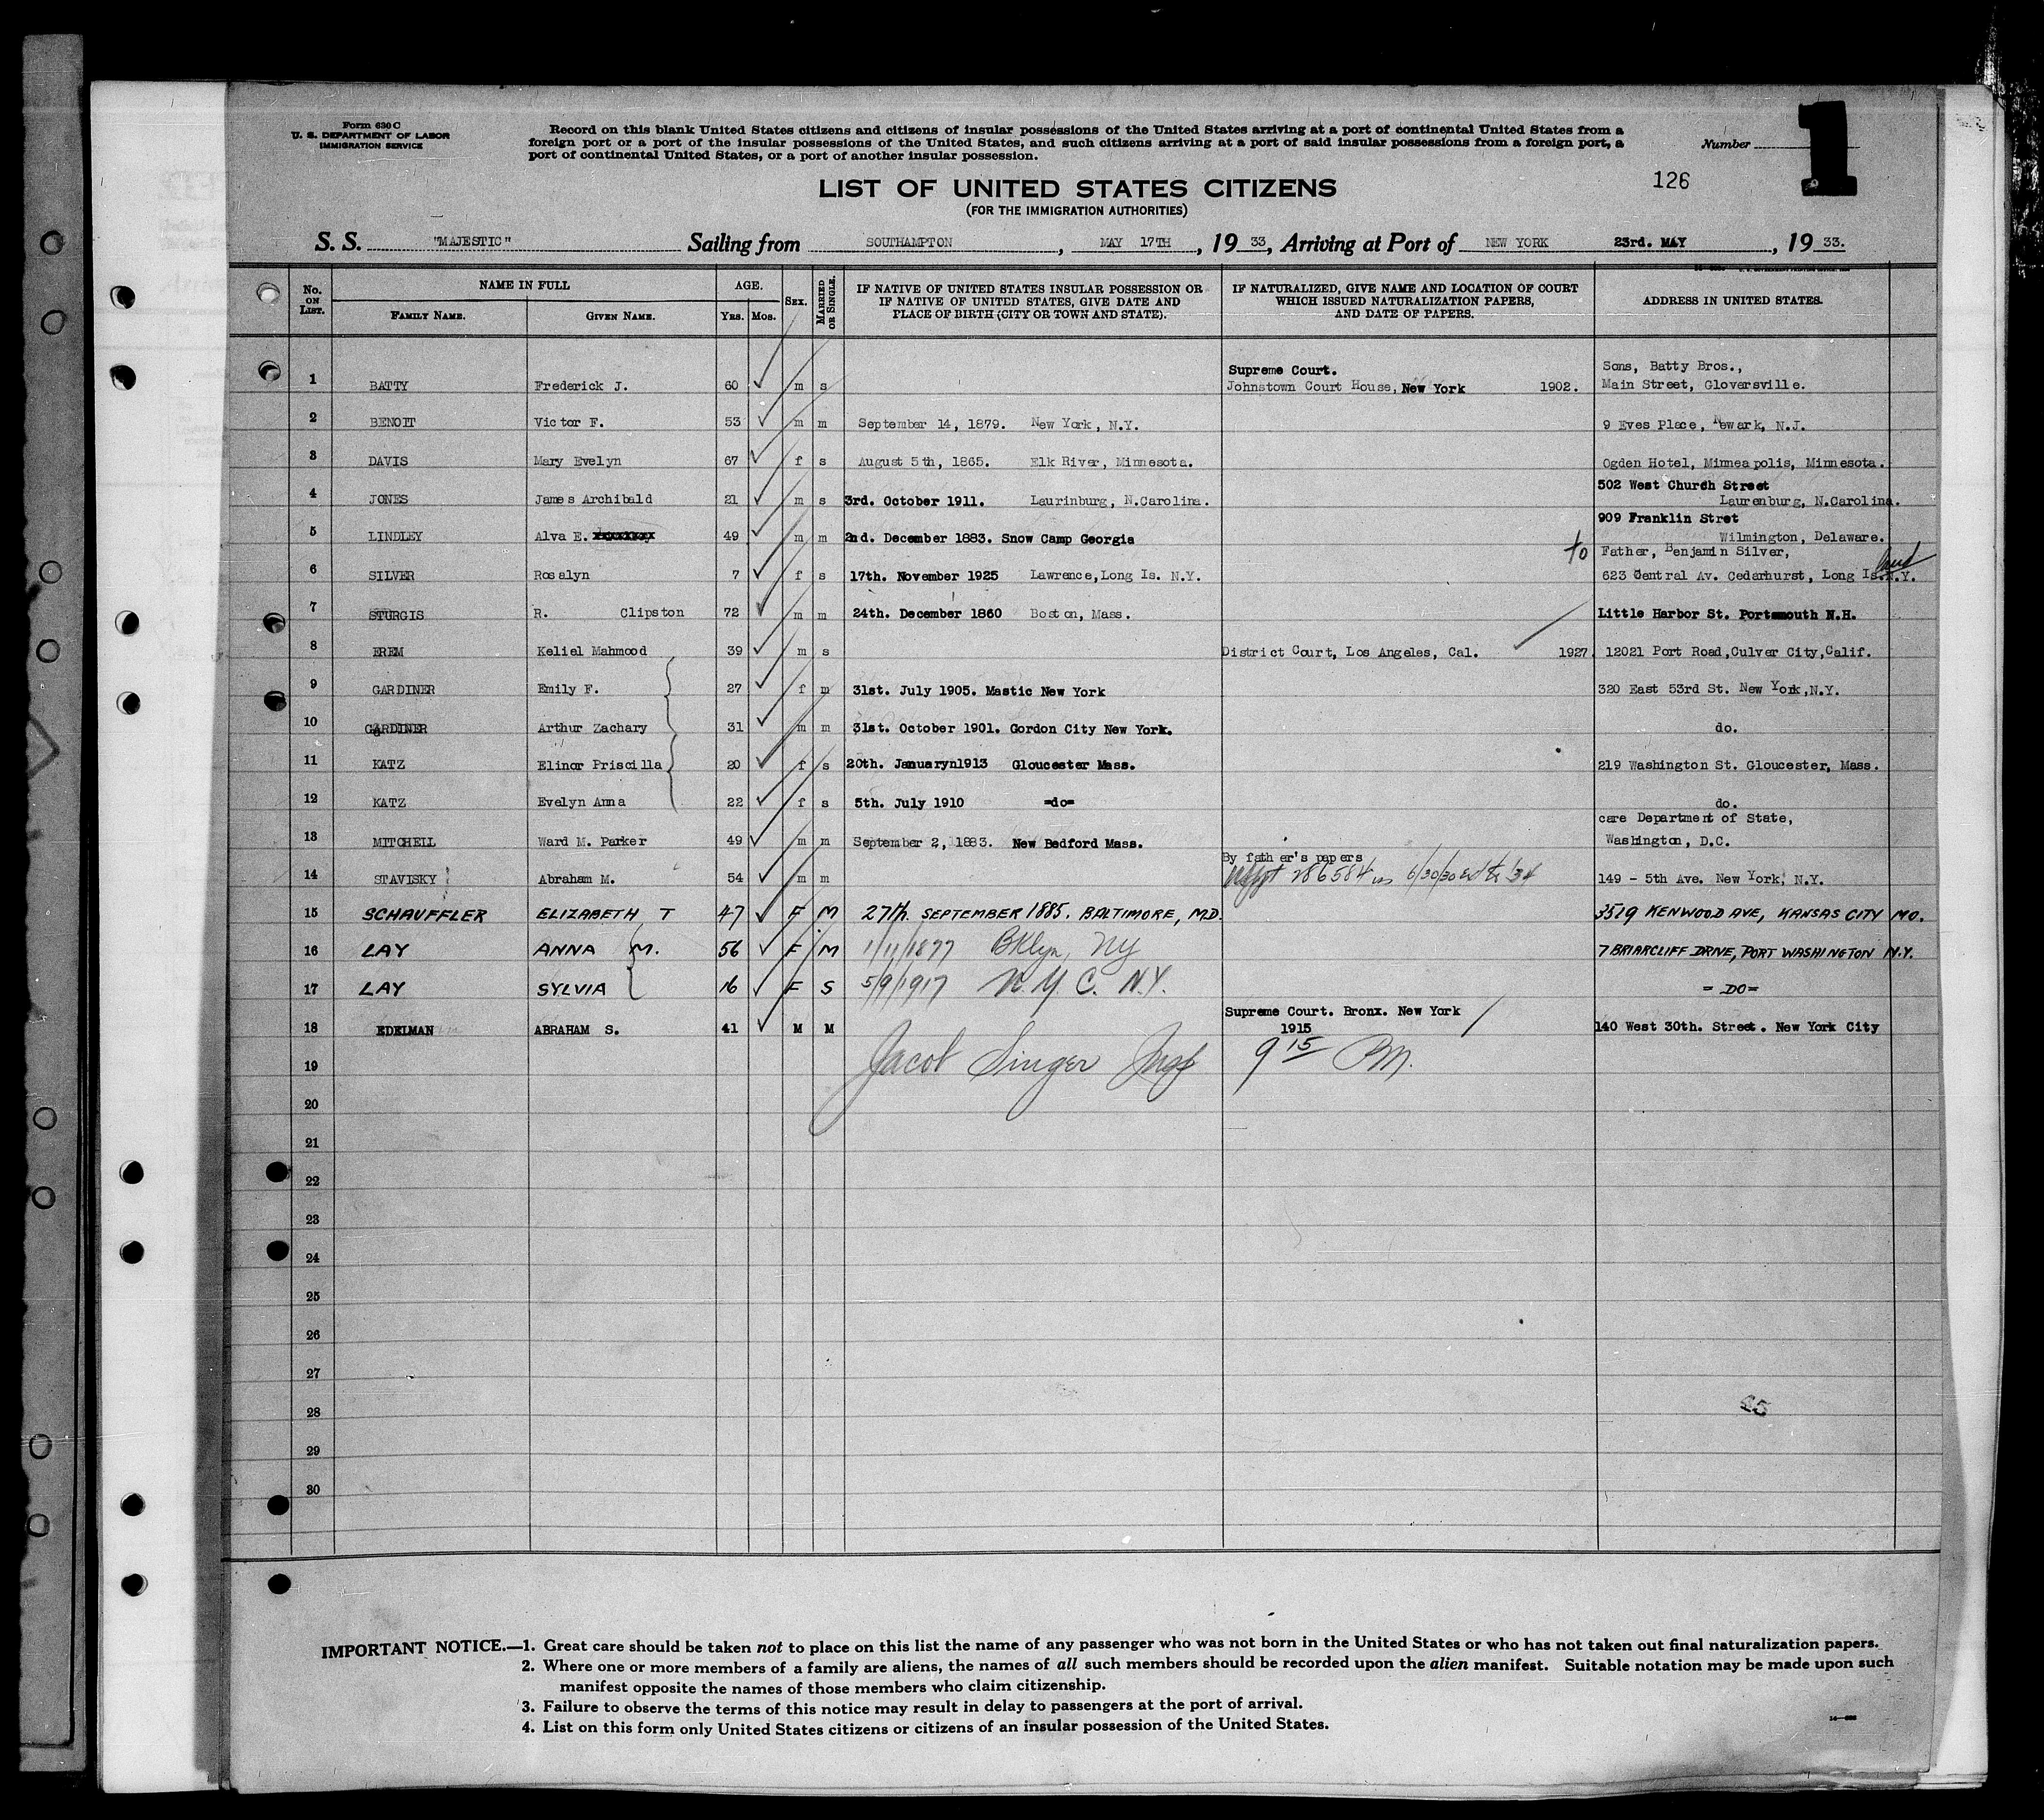 Form 630 C
U. S. DEPARTMENT OF LABOR
IMMIGRATION SERVICE
Record on this blank United States citizens and citizens of insular possessions of the United States arriving at a port of continental United States from a
foreign port or a port of the insular possessions of the United States, and such citizens arriving at a port of said insular possessions from a foreign port, a
port of continental United States, or a port of another insular possession.
Number 1
126
LIST OF UNITED STATES CITIZENS
(FOR THE IMMIGRATION AUTHORITIES)
S. S. "MAJESTIC" Sailing from SOUTHAMPTON, MAY 17TH, 19 33, Arriving at Port of NEW YORK 23rd. MAY, 19 33.
No. ON LIST. NAME IN FULL FAMILY NAME. GIVEN NAME. AGE. YRS. MOS. SEX. MARRIED OR SINGLE. IF NATIVE OF UNITED STATES INSULAR POSSESSION OR IF NATIVE OF UNITED STATES, GIVE DATE AND PLACE OF BIRTH (CITY OR TOWN AND STATE). IF NATURALIZED, GIVE NAME AND LOCATION OF COURT WHICH ISSUED NATURALIZATION PAPERS, AND DATE OF PAPERS. ADDRESS IN UNITED STATES.
Supreme Court. Sons, Batty Bros.,
1 BATTY Frederick J. 60 m s Johnstown Court House, New York 1902. Main Street, Gloversville.
2 BENOIT Victor F. 53 m m September 14, 1879. New York, N.Y. 9 Eves Place, Newark, N.J.
3 DAVIS Mary Evelyn 67 f s August 5th, 1865. Elk River, Minnesota. Ogden Hotel, Minneapolis, Minnesota.
502 West Church Street
4 JONES James Archibald 21 m s 3rd. October 1911. Laurinburg, N.Carolina. Laurenburg, N.Carolina.
909 Franklin Stret
5 LINDLEY Alva E. 49 m m 2nd. December 1883. Snow Camp Georgia Wilmington, Delaware.
to Father, Benjamin Silver,
6 SILVER Rosalyn 7 f s 17th. November 1925 Lawrence,Long Is. N.Y. 623 Central Av. Cedarhurst, Long Is.N.Y.
7 STURGIS R. Clipston 72 m m 24th. December 1860 Boston, Mass. Little Harbor St. Portsmouth N.H.
8 EREM Keliel Mahmood 39 m s District Court, Los Angeles, Cal. 1927. 12021 Port Road,Culver City,Calif.
9 GARDINER Emily F. 27 f m 31st. July 1905. Mastic New York 320 East 53rd St. New York,N.Y.
10 GARDINER Arthur Zachary 31 m m 31st. October 1901. Gordon City New York. do.
11 KATZ Elinor Priscilla 20 f s 20th. Januaryn1913 Gloucester Mass. 219 Washington St. Gloucester, Mass.
12 KATZ Evelyn Anna 22 f s 5th. July 1910 =do= do.
care Department of State,
13 MITCHELL Ward M. Parker 49 m m September 2, 1883. New Bedford Mass. Washington, D.C.
By father's papers
14 STAVISKY Abraham M. 54 m m 286584 6/30/30 149 - 5th Ave. New York, N.Y.
15 SCHAUFFLER ELIZABETH T 47 F M 27th. SEPTEMBER 1885. BALTIMORE, MD. 3519 KENWOOD AVE, KANSAS CITY MO.
16 LAY ANNA M. 56 F M 1/11/1877 BKlyn, NY 7 BRIARCLIFF DRIVE, PORT WASHINGTON N.Y.
17 LAY SYLVIA 16 F S 5/9/1917 N.Y.C. N.Y. = DO =
Supreme Court. Bronx. New York
18 EDELMAN ABRAHAM S. 41 M M 1915 140 West 30th. Street. New York City
19 Jacob Singer Insp 9 15 PM.
20
21
22
23
24
25
26
27
28
29
30
IMPORTANT NOTICE.—1. Great care should be taken not to place on this list the name of any passenger who was not born in the United States or who has not taken out final naturalization papers.
2. Where one or more members of a family are aliens, the names of all such members should be recorded upon the alien manifest. Suitable notation may be made upon such
manifest opposite the names of those members who claim citizenship.
3. Failure to observe the terms of this notice may result in delay to passengers at the port of arrival.
4. List on this form only United States citizens or citizens of an insular possession of the United States.